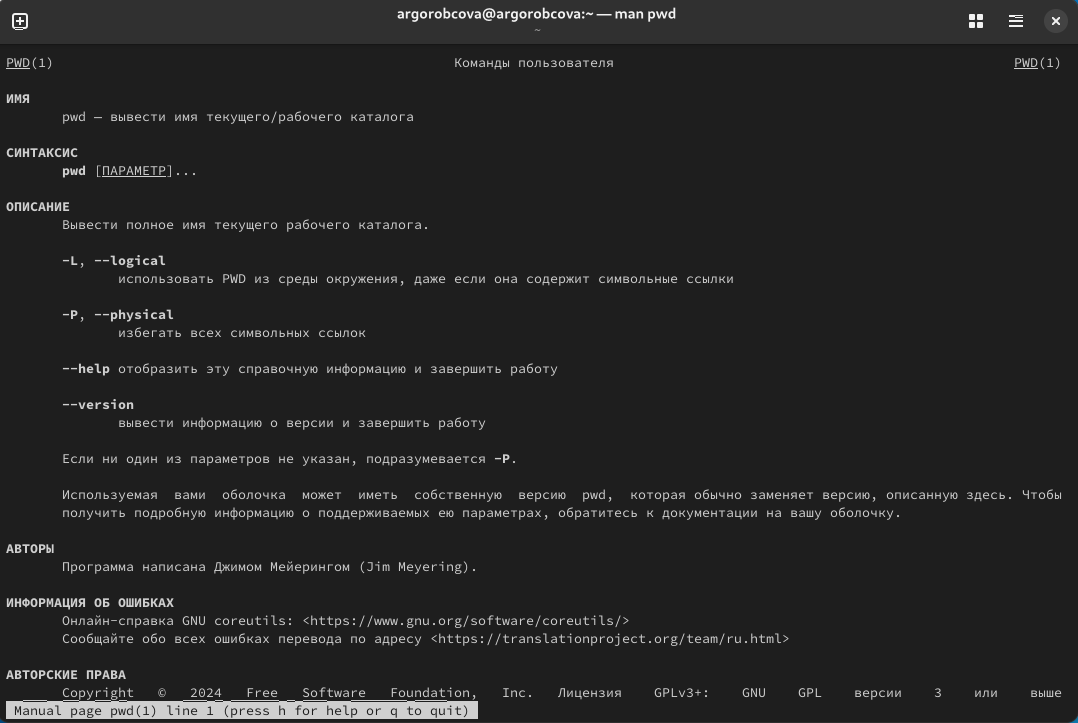 argorobcova@argorobcova:~ — man pwd
~
PWD(1) Команды пользователя PWD(1)
ИМЯ
pwd — вывести имя текущего/рабочего каталога
СИНТАКСИС
pwd [ПАРАМЕТР]...
ОПИСАНИЕ
Вывести полное имя текущего рабочего каталога.
-L, --logical
использовать PWD из среды окружения, даже если она содержит символьные ссылки
-P, --physical
избегать всех символьных ссылок
--help отобразить эту справочную информацию и завершить работу
--version
вывести информацию о версии и завершить работу
Если ни один из параметров не указан, подразумевается -P.
Используемая вами оболочка может иметь собственную версию pwd, которая обычно заменяет версию, описанную здесь. Чтобы
получить подробную информацию о поддерживаемых ею параметрах, обратитесь к документации на вашу оболочку.
АВТОРЫ
Программа написана Джимом Мейерингом (Jim Meyering).
ИНФОРМАЦИЯ ОБ ОШИБКАХ
Онлайн-справка GNU coreutils: <https://www.gnu.org/software/coreutils/>
Сообщайте обо всех ошибках перевода по адресу <https://translationproject.org/team/ru.html>
АВТОРСКИЕ ПРАВА
Copyright © 2024 Free Software Foundation, Inc. Лицензия GPLv3+: GNU GPL версии 3 или выше
Manual page pwd(1) line 1 (press h for help or q to quit)